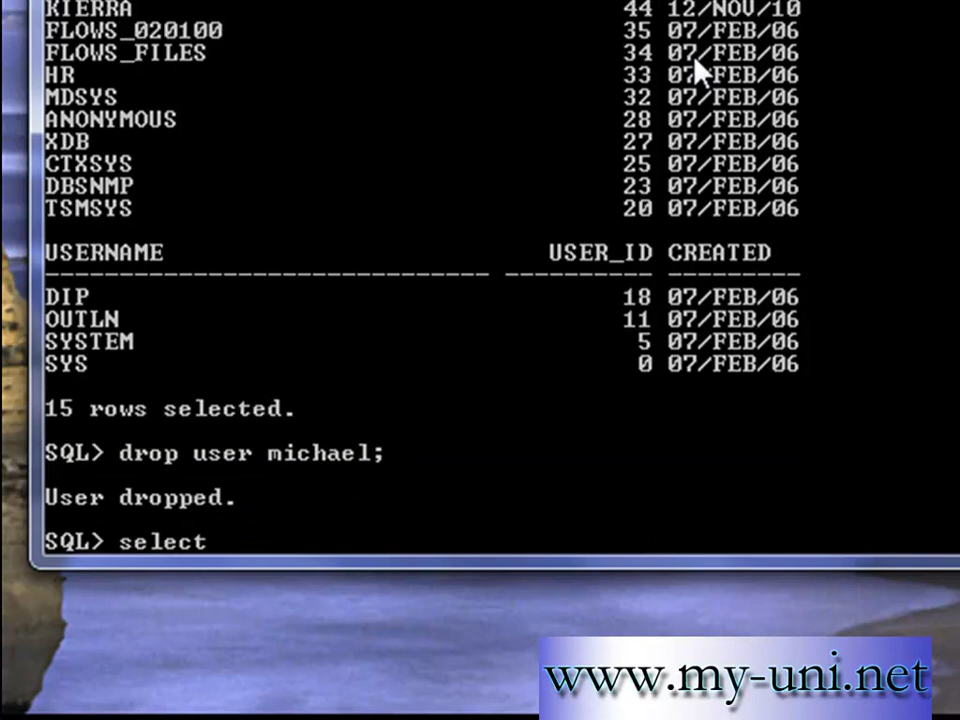 KIERRA 44 12/NOV/10
FLOWS_020100 35 07/FEB/06
FLOWS_FILES 34 07/FEB/06
HR 33 07/FEB/06
MDSYS 32 07/FEB/06
ANONYMOUS 28 07/FEB/06
XDB 27 07/FEB/06
CTXSYS 25 07/FEB/06
DBSNMP 23 07/FEB/06
TSMSYS 20 07/FEB/06
USERNAME USER_ID CREATED
------------------------------ ---------- ---------
DIP 18 07/FEB/06
OUTLN 11 07/FEB/06
SYSTEM 5 07/FEB/06
SYS 0 07/FEB/06
15 rows selected.
SQL> drop user michael;
User dropped.
SQL> select
www.my-uni.net